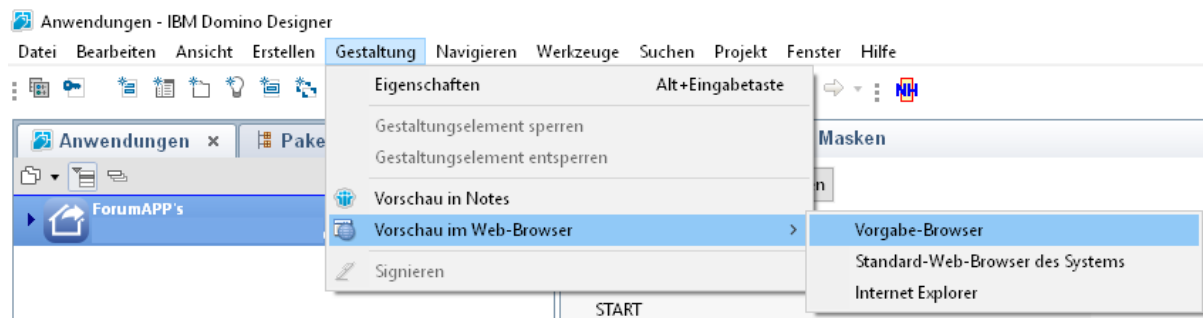 Anwendungen - IBM Domino Designer
Datei Bearbeiten Ansicht Erstellen Gestaltung Navigieren Werkzeuge Suchen Projekt Fenster Hilfe
Eigenschaften Alt+Eingabetaste
NH
Gestaltungselement sperren
Anwendungen Masken
Gestaltungselement entsperren
ForumAPP's
Vorschau in Notes
Vorschau im Web-Browser
Vorgabe-Browser
Standard-Web-Browser des Systems
Signieren
Internet Explorer
START